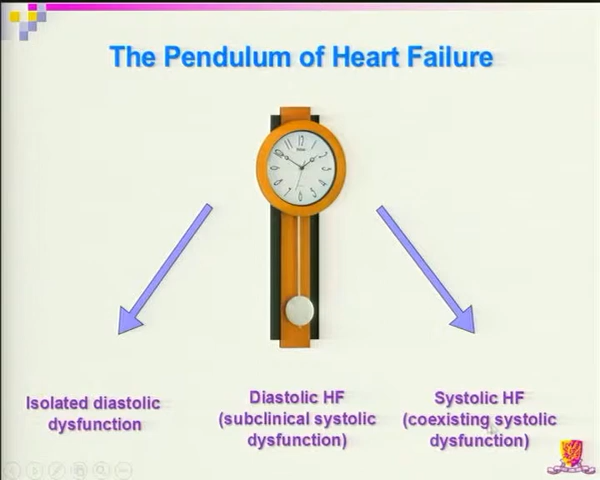 The Pendulum of Heart Failure
Isolated diastolic
dysfunction
Diastolic HF
(subclinical systolic
dysfunction)
Systolic HF
(coexisting systolic
dysfunction)